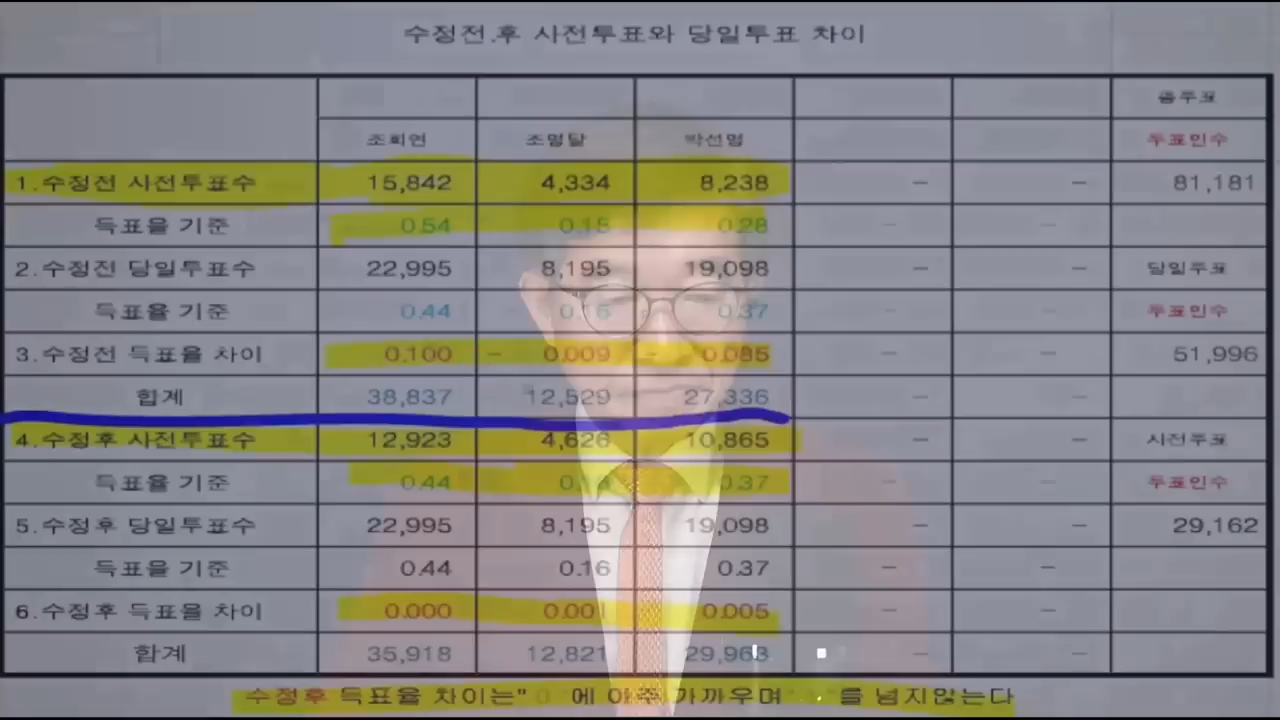 수정전.후 사전투표와 당일투표 차이
총투표
조희연 조명달 박선영 투표인수
1.수정전 사전투표수 15,842 4,334 8,238 - - 81,181
득표율 기준 0.54 0.15 0.28 - -
2.수정전 당일투표수 22,995 8,195 19,098 - - 당일투표
득표율 기준 0.44 0.16 0.37 - - 투표인수
3.수정전 득표율 차이 0.100 - 0.009 - 0.085 - - 51,996
합계 38,837 12,529 27,336 - -
4.수정후 사전투표수 12,923 4,626 10,865 - - 사전투표
득표율 기준 0.44 0.16 0.37 - - 투표인수
5.수정후 당일투표수 22,995 8,195 19,098 - - 29,162
득표율 기준 0.44 0.16 0.37 - -
6.수정후 득표율 차이 0.000 0.001 0.005 - -
합계 35,918 12,821 29,963 - -
수정후 득표율 차이는" 0 "에 아주 가까우며 "를 넘지않는다